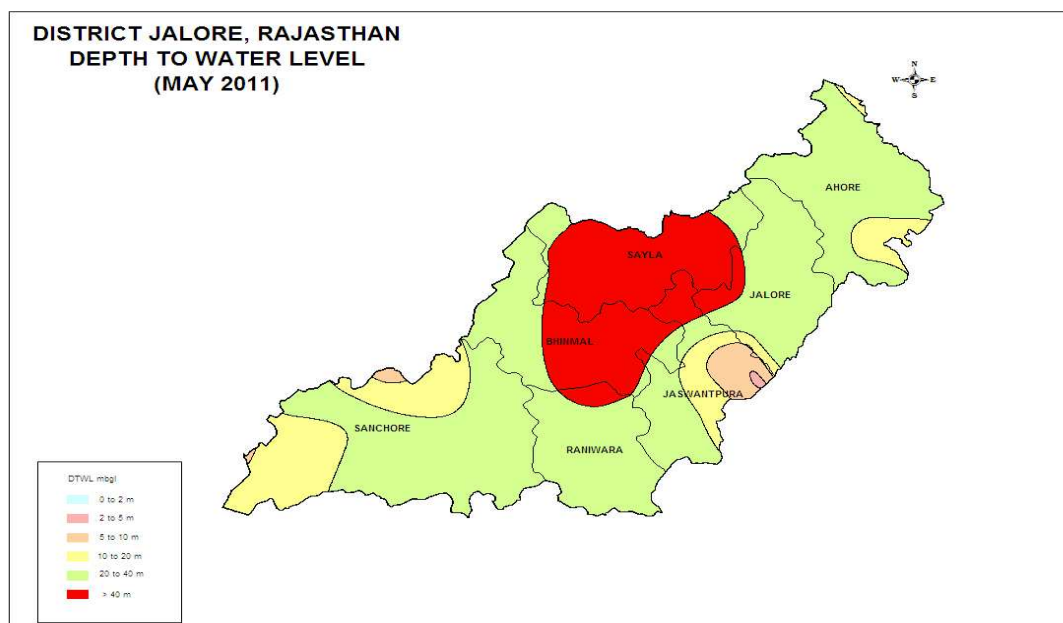 DISTRICT JALORE, RAJASTHAN
DEPTH TO WATER LEVEL
(MAY 2011)
N
W E
S
AHORE
SAYLA
JALORE
BHINMAL
JASWANTPURA
SANCHORE
RANIWARA
DTWL mbgl
0 to 2 m
2 to 5 m
5 to 10 m
10 to 20 m
20 to 40 m
> 40 m